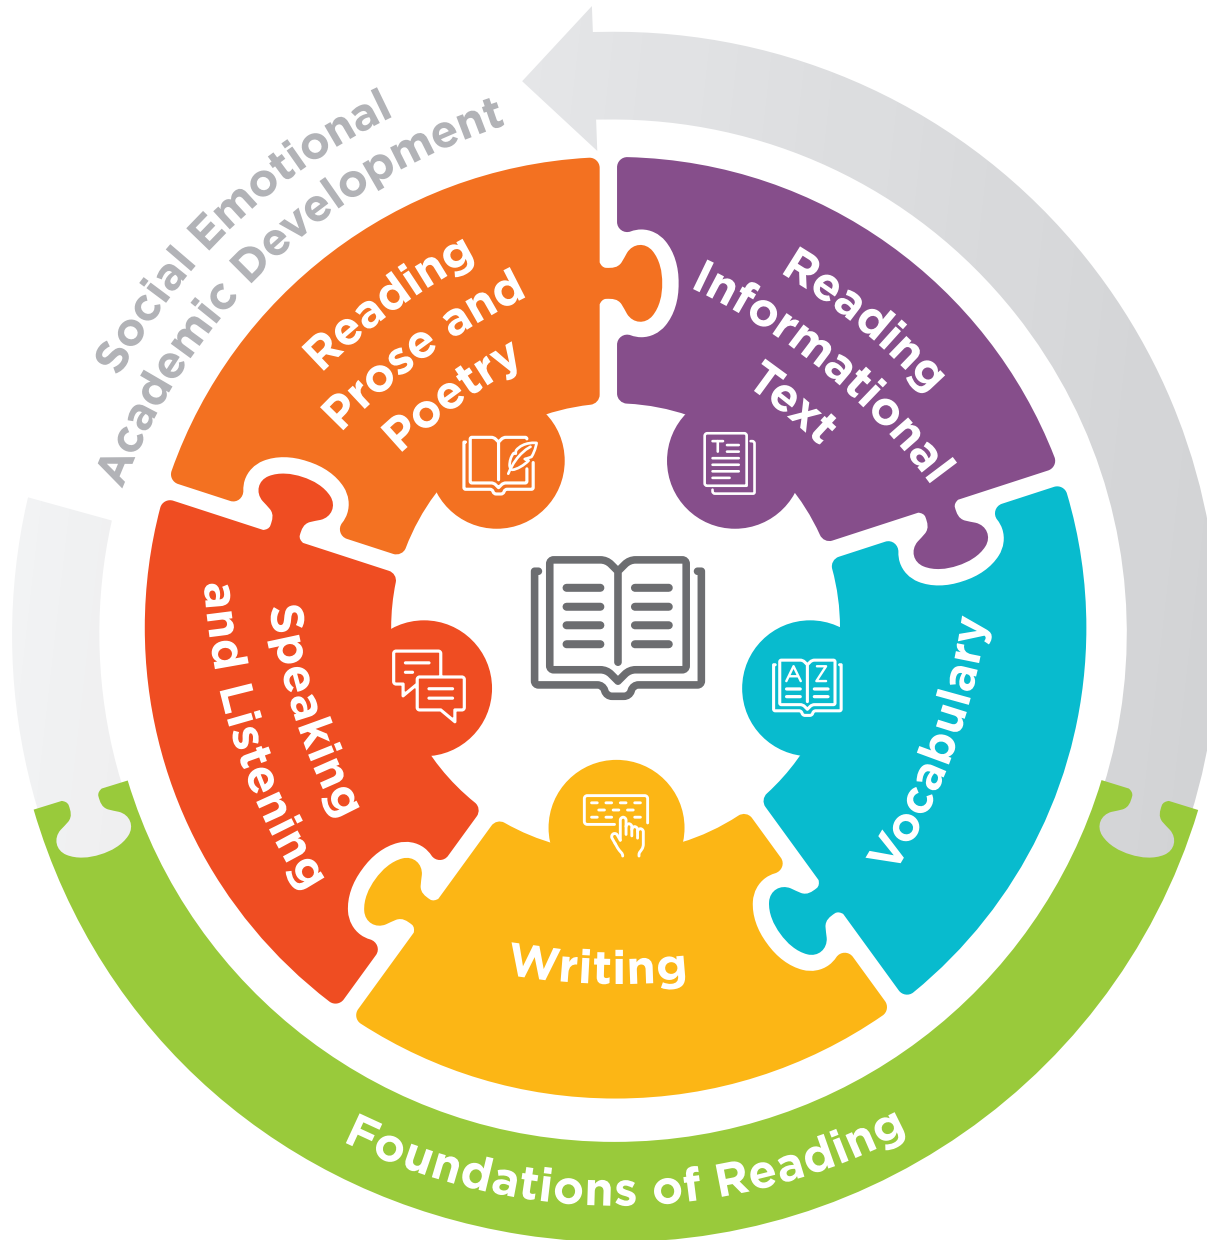 Social Emotional
Academic Development
Reading
Prose and
Poetry
Reading
Informational
Text
T
Speaking
and Listening
A Z
Vocabulary
Writing
Foundations of Reading